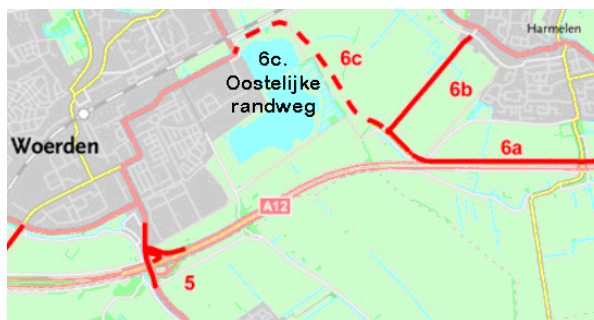 Harmelen
6c.
Oostelijke
randweg
6c
6b
Woerden
6a
A12
5